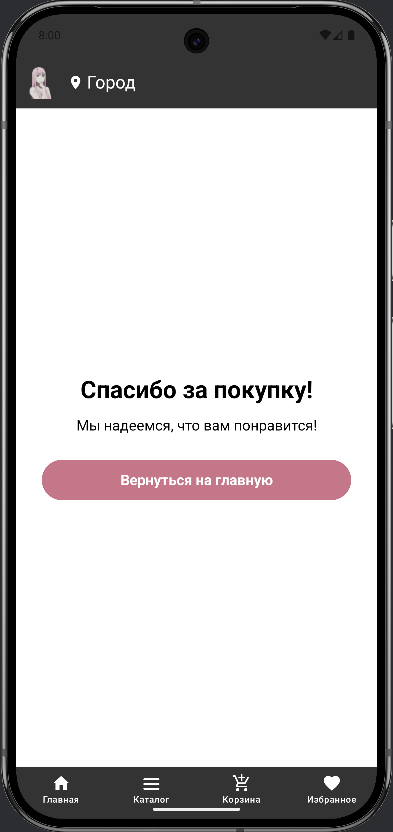 8:00
Город
Спасибо за покупку!
Мы надеемся, что вам понравится!
Вернуться на главную
Главная
Каталог
Корзина
Избранное